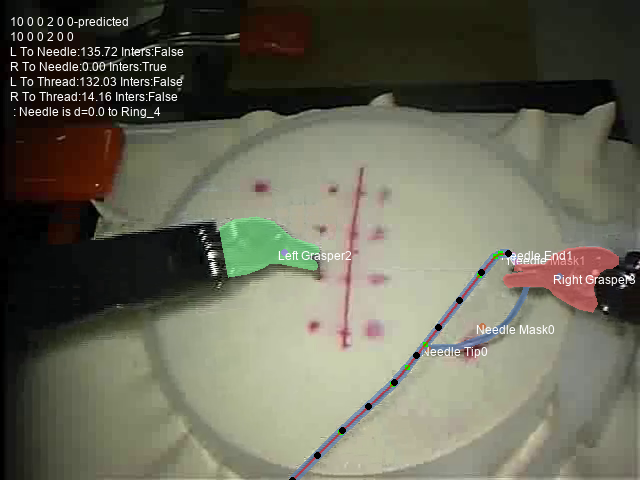 10 0 0 2 0 0-predicted
10 0 0 2 0 0
L To Needle:135.72 Inters:False
R To Needle:0.00 Inters:True
L To Thread:132.03 Inters:False
R To Thread:14.16 Inters:False
: Needle is d=0.0 to Ring_4
Left Grasper2
eedle End1
Needle Mask1
Right Grasper3
Needle Mask0
Needle Tip0